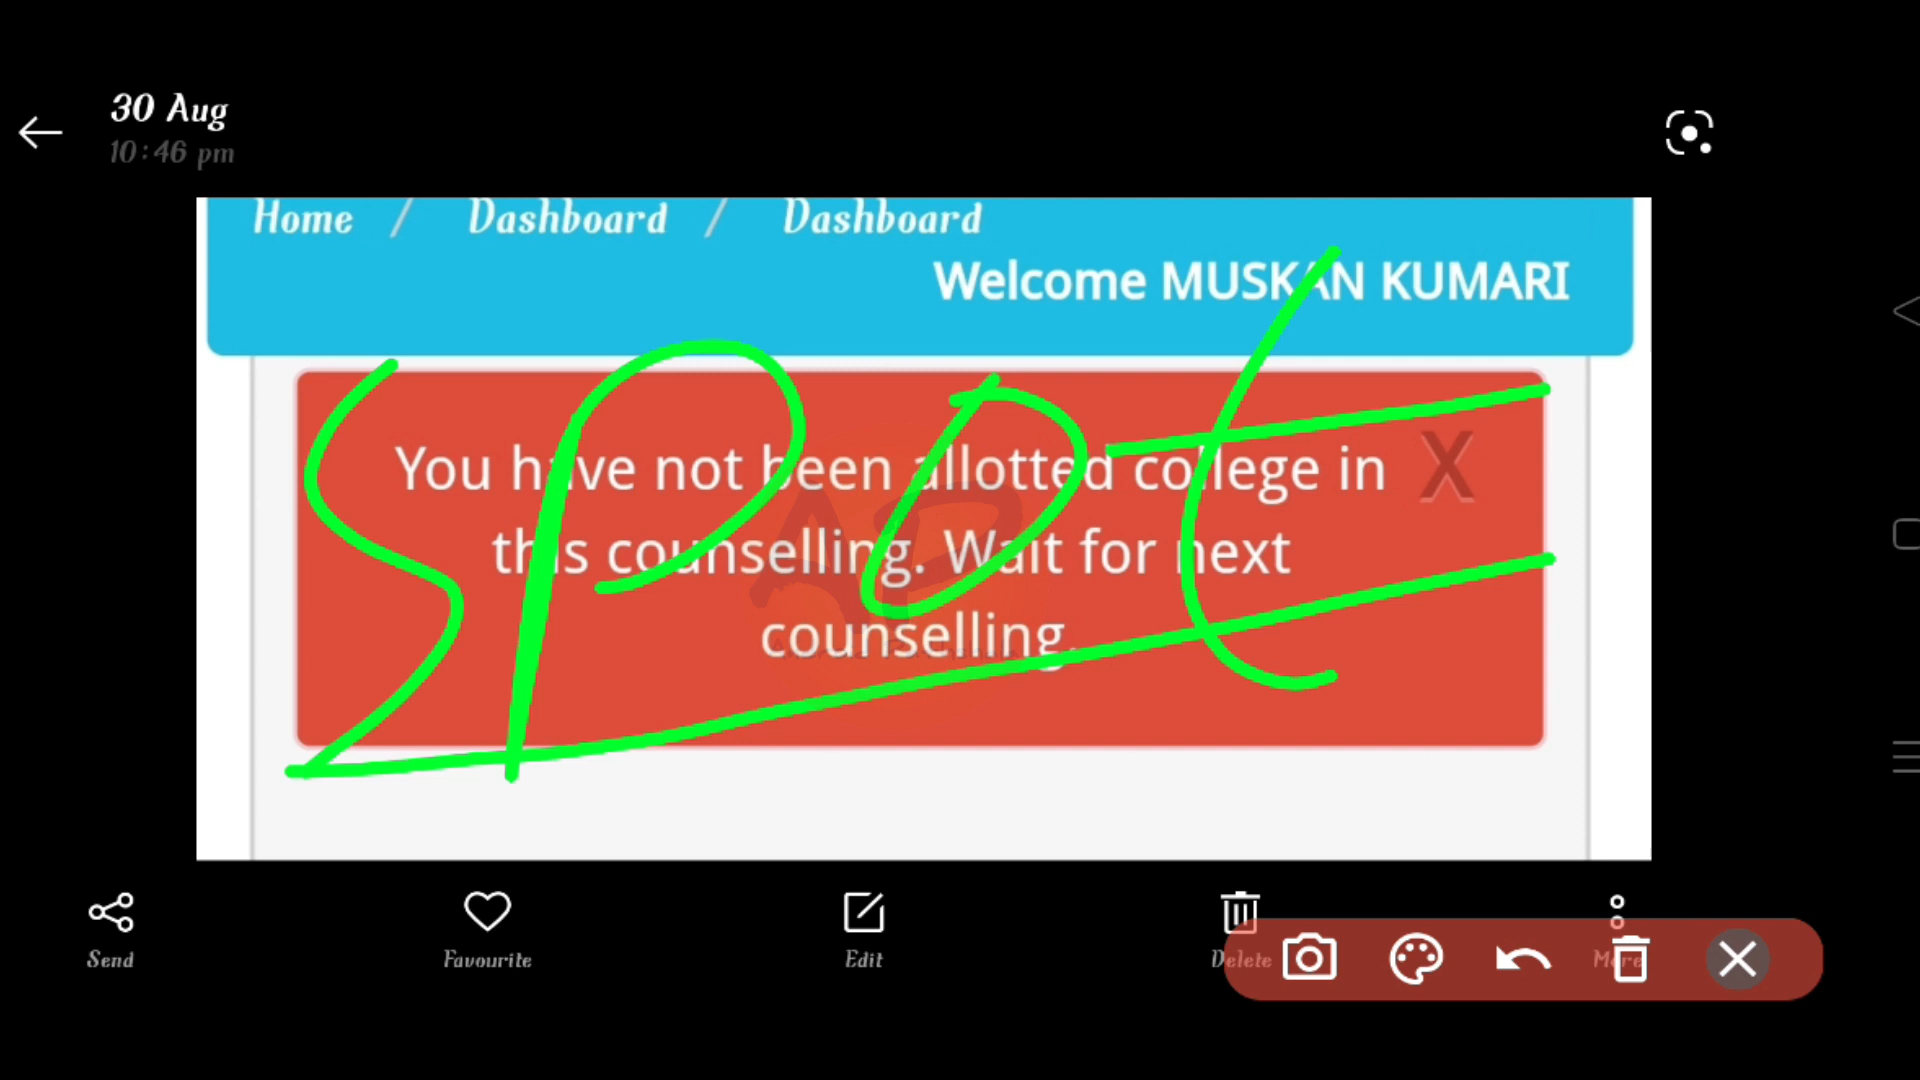 30 Aug
10:46 pm
Home / Dashboard / Dashboard
Welcome MUSKAN KUMARI
You have not been allotted college in
this counselling. Wait for next
counselling.
X
SPOt
AP
Send
Favourite
Edit
Delete
More